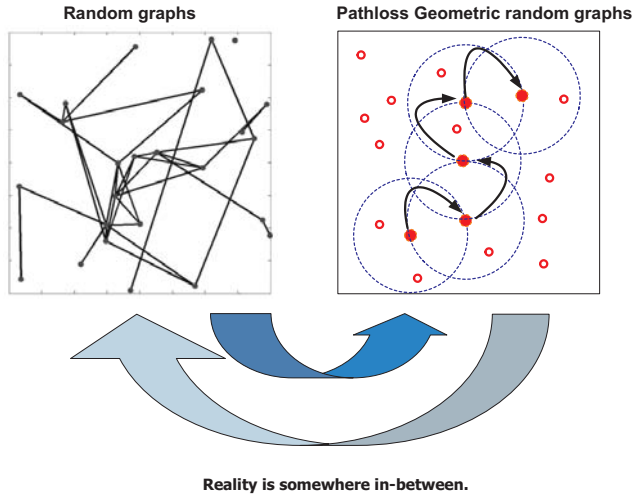 Random graphs
Pathloss Geometric random graphs
Reality is somewhere in-between.